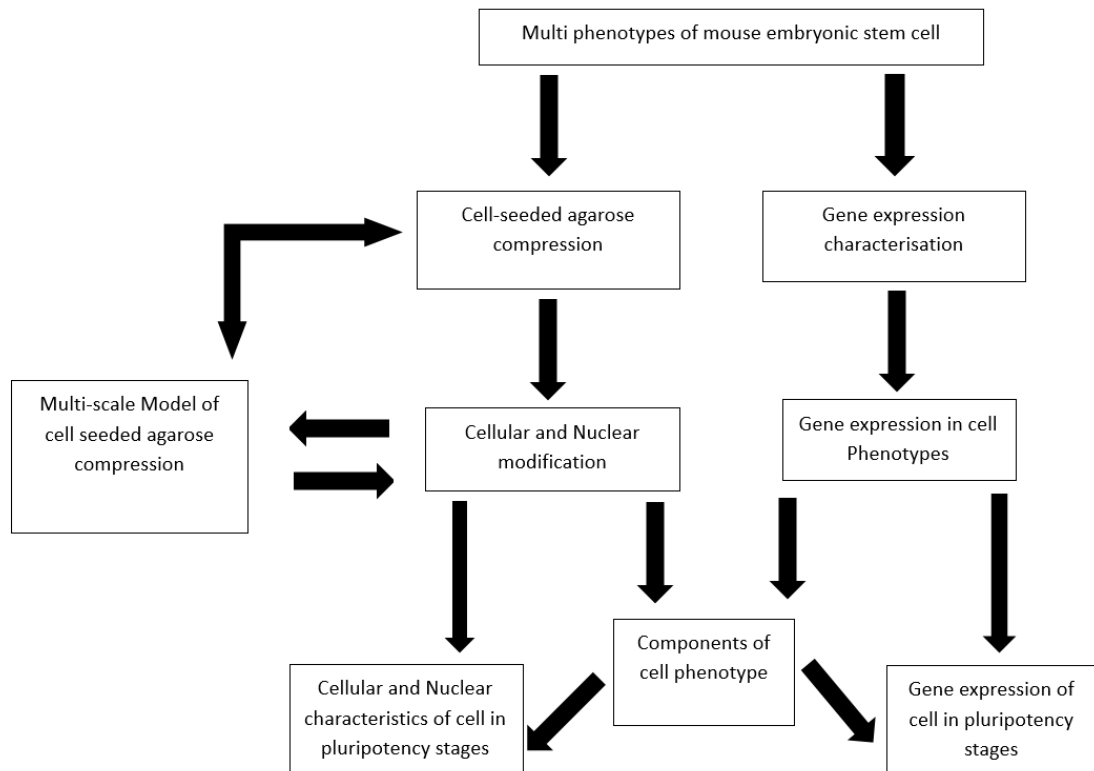 Multi phenotypes of mouse embryonic stem cell
Cell-seeded agarose
compression
Gene expression
characterisation
Multi-scale Model of
cell seeded agarose
compression
Cellular and Nuclear
modification
Gene expression in cell
Phenotypes
Components of
cell phenotype
Cellular and Nuclear
characteristics of cell in
pluripotency stages
Gene expression of
cell in pluripotency
stages